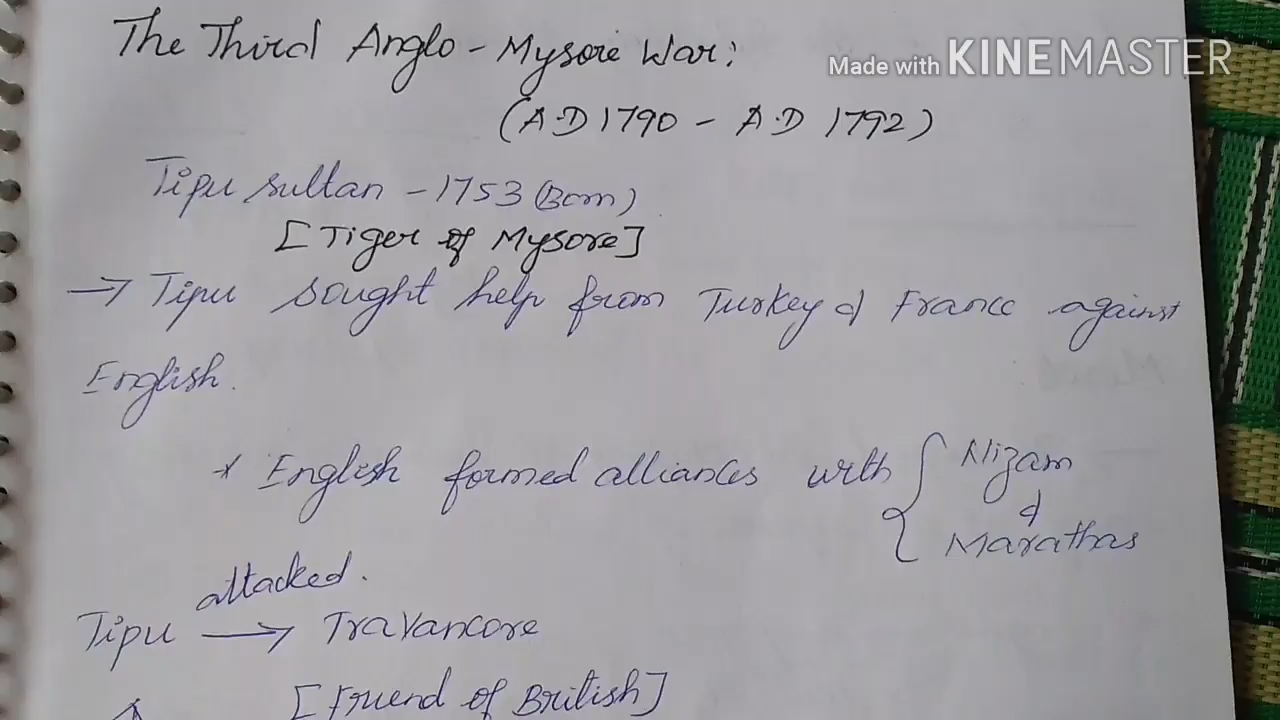 The Third Anglo - Mysore War:
Made with KINEMASTER
(A.D 1790 - A.D 1792)
Tipu Sultan - 1753 (Born)
[Tiger of Mysore]
→ Tipu sought help from Turkey & France against
English.
* English formed alliances with { Nizam
&
Marathas
attacked.
Tipu → Travancore
[Friend of British]